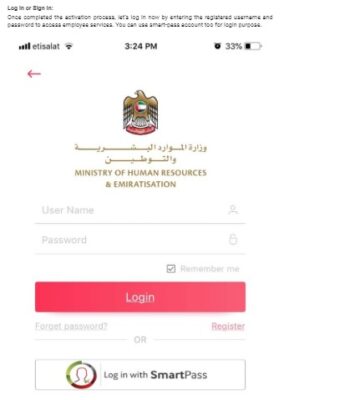 Log In or Sign In:
Once completed the activation process, let's log in now by entering the registered username and
password to access employee services. You can use smart-pass account too for login purpose.
etisalat 3:24 PM 33%
وزارة المـوارد البـشـــريـــة
والتـــوطـيـــن
MINISTRY OF HUMAN RESOURCES
& EMIRATISATION
User Name
Password
Remember me
Login
Forget password? Register
OR
Log in with SmartPass